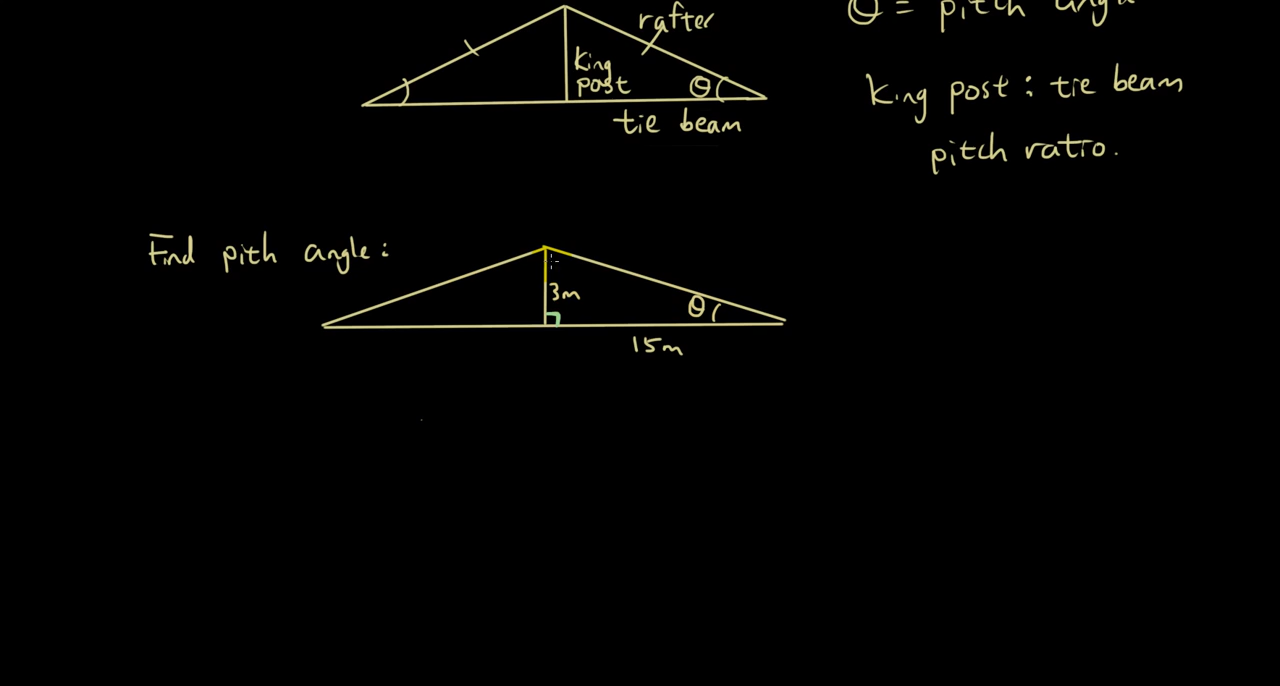 rafter
θ = pitch
King
post
θ
tie beam
King post : tie beam
pitch ratio.
Find pith angle :
3m
θ
15m